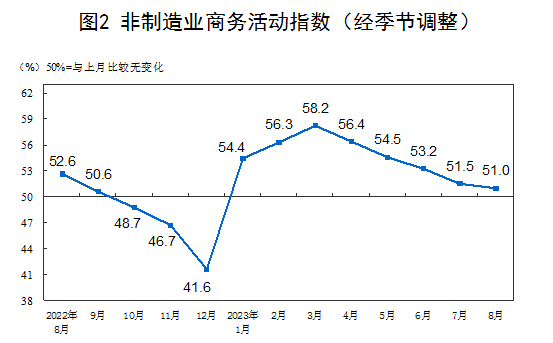 图2 非制造业商务活动指数（经季节调整）
（%）50%=与上月比较无变化
62
59
56
53
50
47
44
41
38
52.6
50.6
48.7
46.7
41.6
54.4
56.3
58.2
56.4
54.5
53.2
51.5
51.0
2022年
8月
9月
10月
11月
12月
2023年
1月
2月
3月
4月
5月
6月
7月
8月